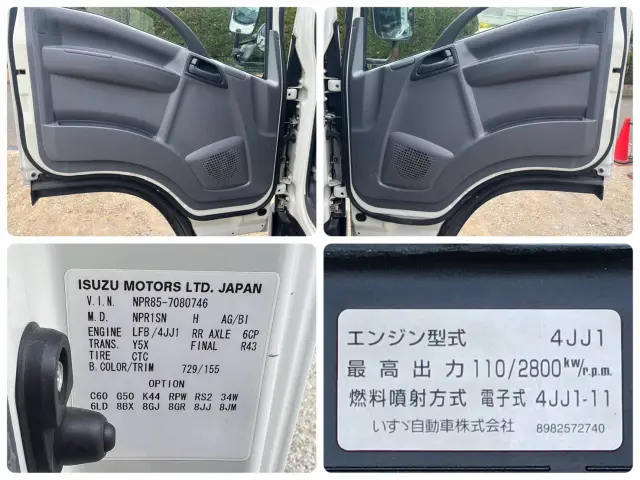 ISUZU MOTORS LTD. JAPAN
V.I.N. NPR85-7080746
M.D. NPR1SN H AG/BI
ENGINE LFB/4JJ1 RR AXLE 6CP
TRANS. Y5X FINAL R43
TIRE CTC
B.COLOR/TRIM 729/155
OPTION
C60 G50 K44 RPW RS2 34W
6LD 8BX 8GJ 8GR 8JJ 8JM
エンジン型式 4JJ1
最高出力 110/2800kW/r.p.m.
燃料噴射方式 電子式 4JJ1-11
いすゞ自動車株式会社 8982572740